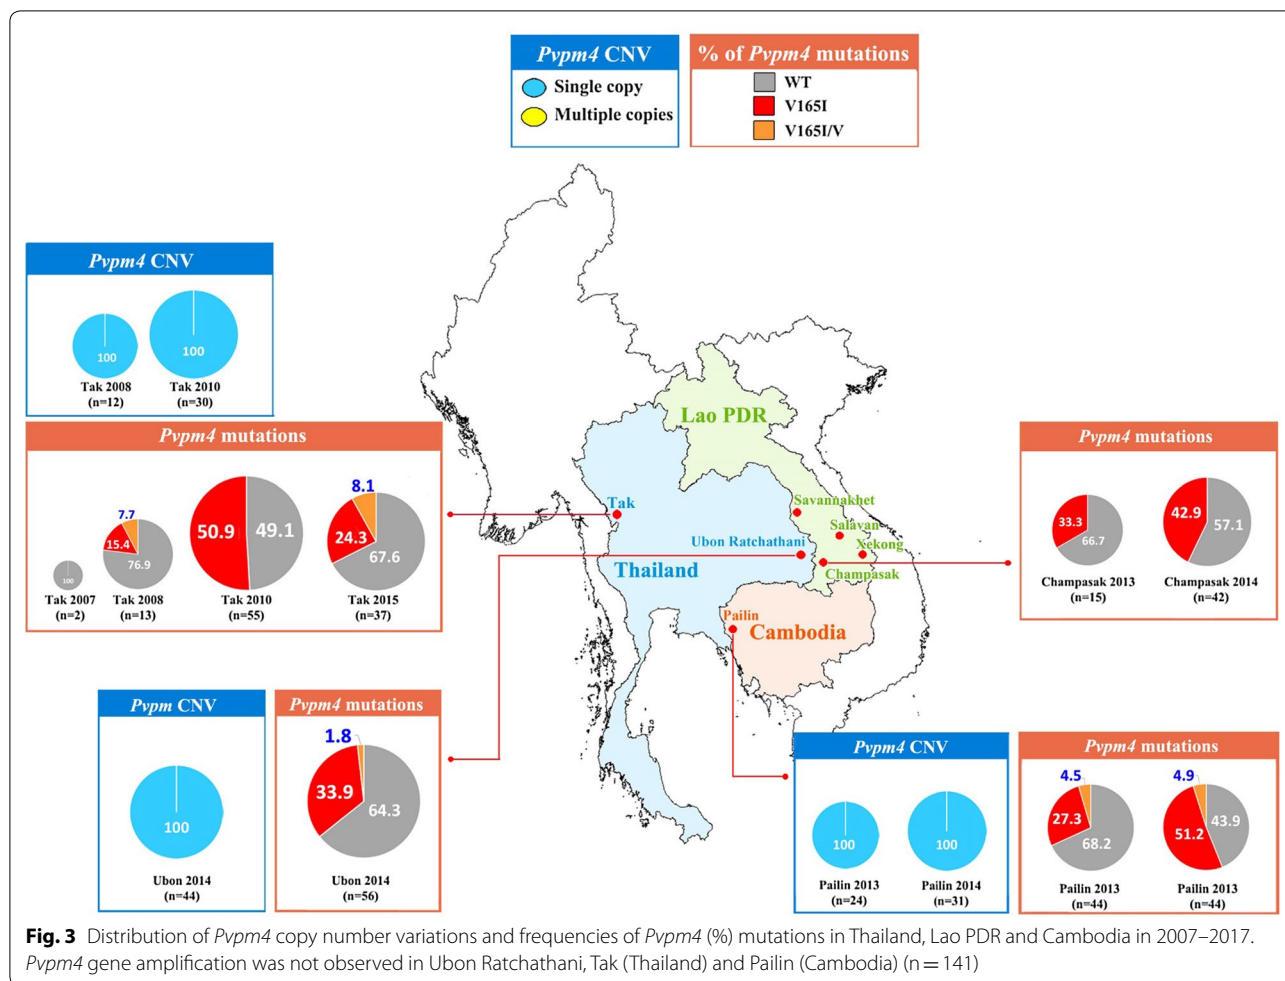 Pvpm4 CNV
Single copy
Multiple copies
% of Pvpm4 mutations
WT
V165I
V165I/V
Pvpm4 CNV
100
100
Tak 2008
(n=12)
Tak 2010
(n=30)
Pvpm4 mutations
100
7.7
15.4
76.9
50.9
49.1
8.1
24.3
67.6
Tak 2007
(n=2)
Tak 2008
(n=13)
Tak 2010
(n=55)
Tak 2015
(n=37)
Lao PDR
Tak
Savannakhet
Salavan
Ubon Ratchathani
Xekong
Thailand
Champasak
Pailin
Cambodia
Pvpm4 mutations
33.3
66.7
42.9
57.1
Champasak 2013
(n=15)
Champasak 2014
(n=42)
Pvpm CNV
100
Ubon 2014
(n=44)
Pvpm4 mutations
1.8
33.9
64.3
Ubon 2014
(n=56)
Pvpm4 CNV
100
100
Pailin 2013
(n=24)
Pailin 2014
(n=31)
Pvpm4 mutations
4.5
27.3
68.2
4.9
51.2
43.9
Pailin 2013
(n=44)
Pailin 2013
(n=44)
Fig. 3 Distribution of Pvpm4 copy number variations and frequencies of Pvpm4 (%) mutations in Thailand, Lao PDR and Cambodia in 2007–2017.
Pvpm4 gene amplification was not observed in Ubon Ratchathani, Tak (Thailand) and Pailin (Cambodia) (n = 141)